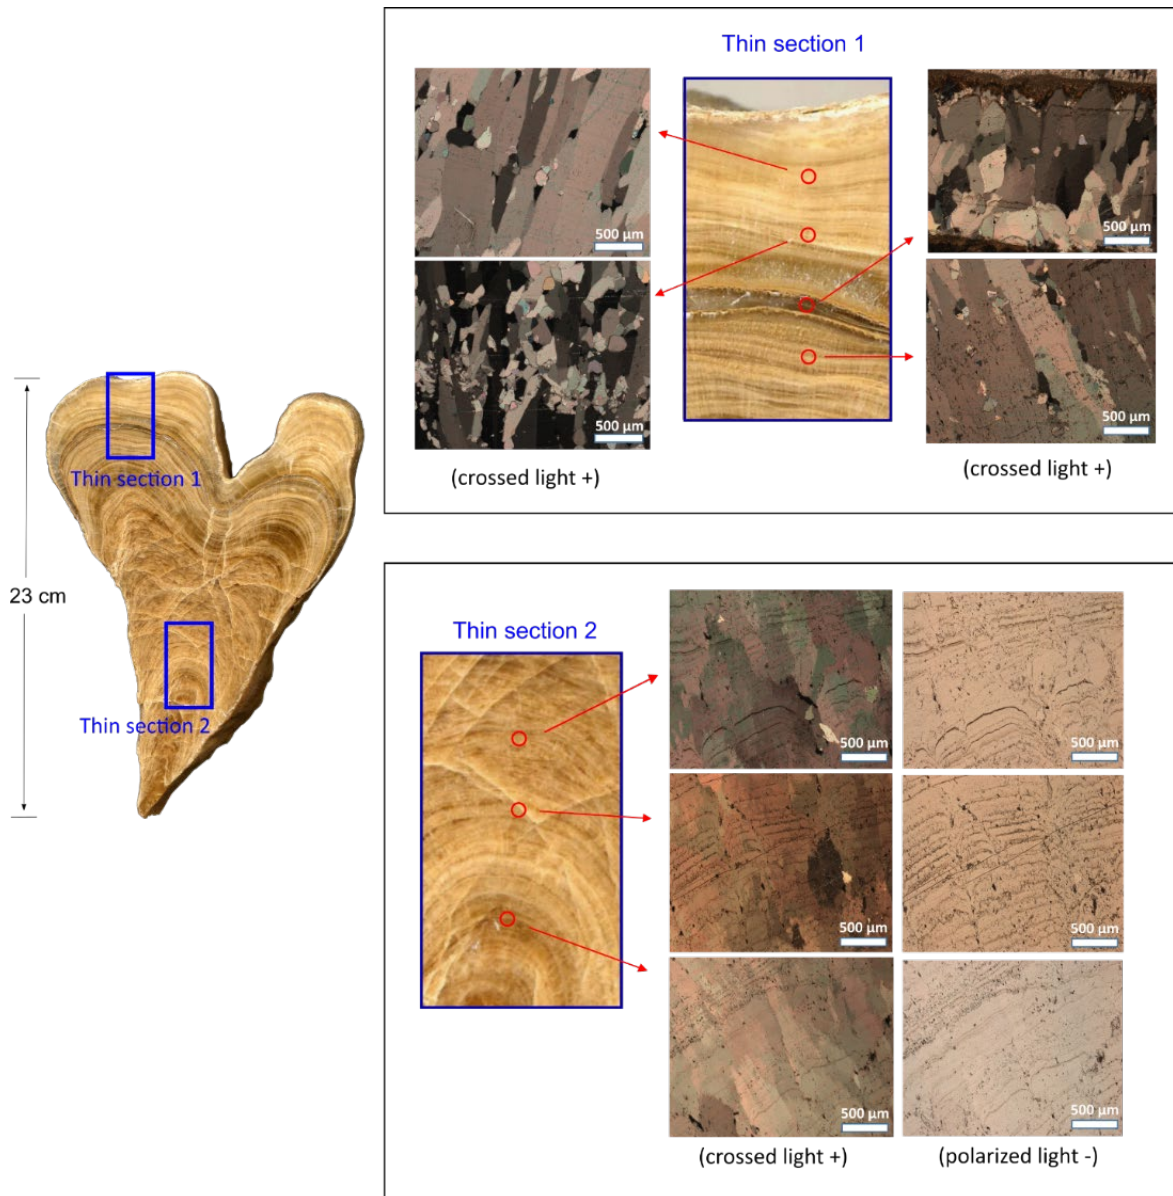 Thin section 1
500 µm
500 µm
500 µm
500 µm
(crossed light +)
(crossed light +)
23 cm
Thin section 1
Thin section 2
Thin section 2
500 µm
500 µm
500 µm
500 µm
500 µm
500 µm
(crossed light +)
(polarized light -)